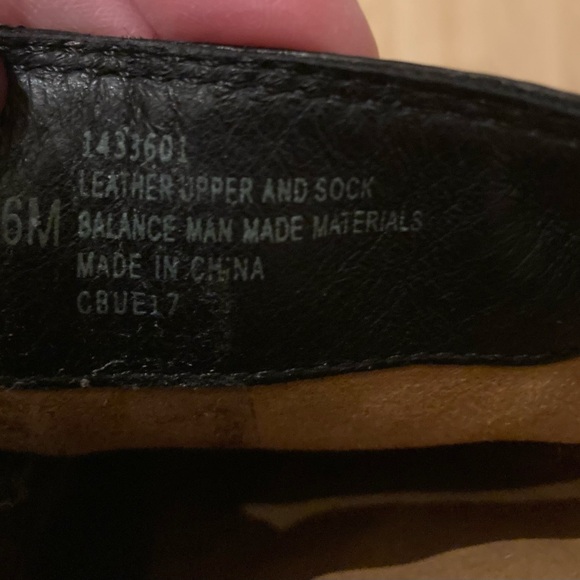 1433601
LEATHER UPPER AND SOCK
6M
BALANCE MAN MADE MATERIALS
MADE IN CHINA
CBUE17